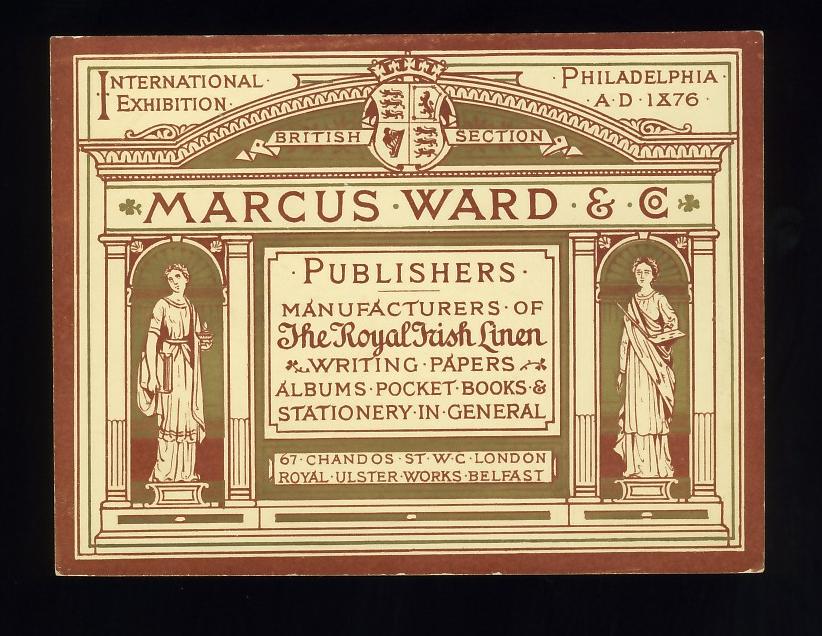 INTERNATIONAL · EXHIBITION ·
PHILADELPHIA · · A · D · 1876 ·
BRITISH SECTION
MARCUS · WARD · & · Co
· PUBLISHERS ·
MANUFACTURERS · OF
The Royal Irish Linen
WRITING · PAPERS
ALBUMS · POCKET · BOOKS · &
STATIONERY · IN · GENERAL
67 · CHANDOS · ST · W · C · LONDON
ROYAL · ULSTER · WORKS · BELFAST